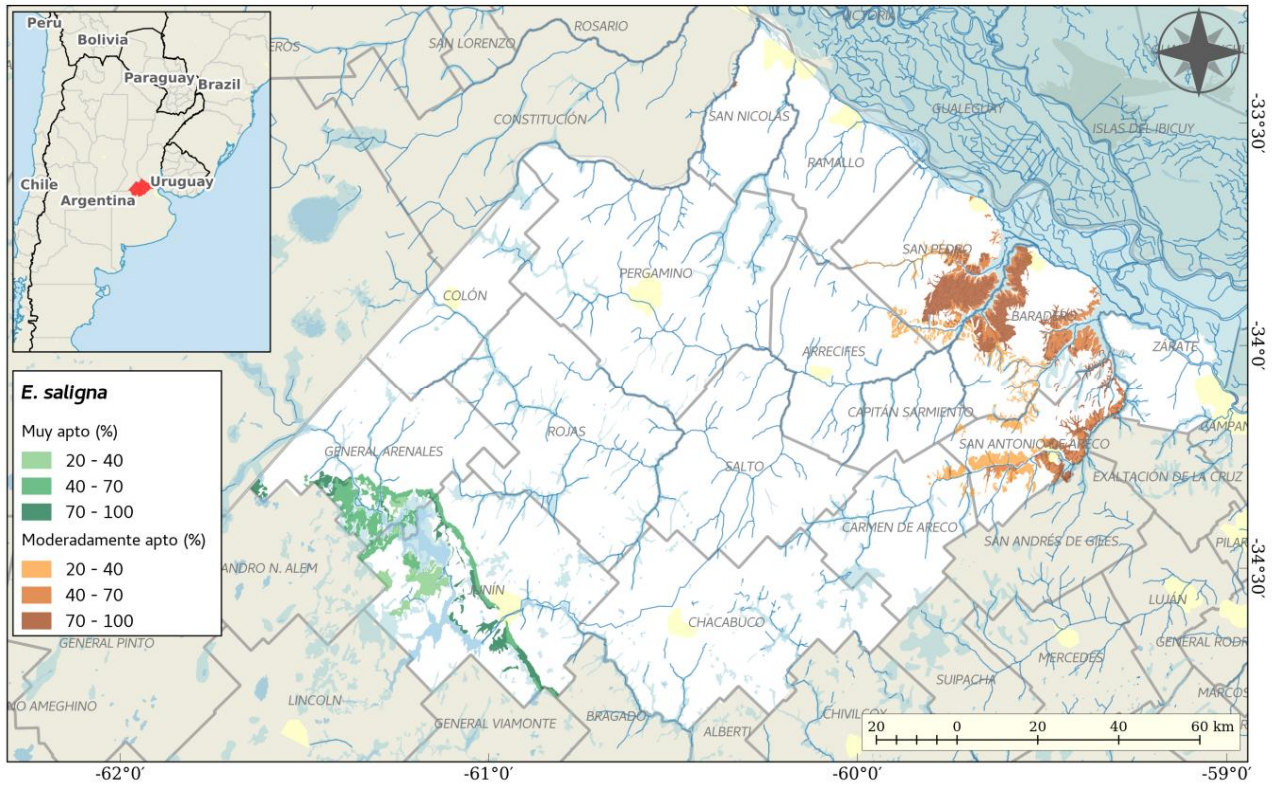 Peru
Bolivia
Paraguay
Brazil
Chile
Uruguay
Argentina
E. saligna
Muy apto (%)
20 - 40
40 - 70
70 - 100
Moderadamente apto (%)
20 - 40
40 - 70
70 - 100
VICTORIA
ROSARIO
EROS
SAN LORENZO
CONSTITUCIÓN
SAN NICOLÁS
GUALEGUAY
ISLAS DEL IBICUY
RAMALLO
SAN PEDRO
PERGAMINO
COLÓN
BARADERO
ZÁRATE
ARRECIFES
CAPITÁN SARMIENTO
CAMPAN
ROJAS
GENERAL ARENALES
SAN ANTONIO DE ARECO
SALTO
EXALTACIÓN DE LA CRUZ
CARMEN DE ARECO
SAN ANDRÉS DE GILES
PILAR
ANDRO N. ALEM
JUNÍN
LUJÁN
CHACABUCO
GENERAL PINTO
GENERAL RODR
MERCEDES
SUIPACHA
MARCOS
LINCOLN
NO AMEGHINO
GENERAL VIAMONTE
BRAGADO
ALBERTI
CHIVILCOY
20 0 20 40 60 km
-33°30′
-34°0′
-34°30′
-62°0′
-61°0′
-60°0′
-59°0′